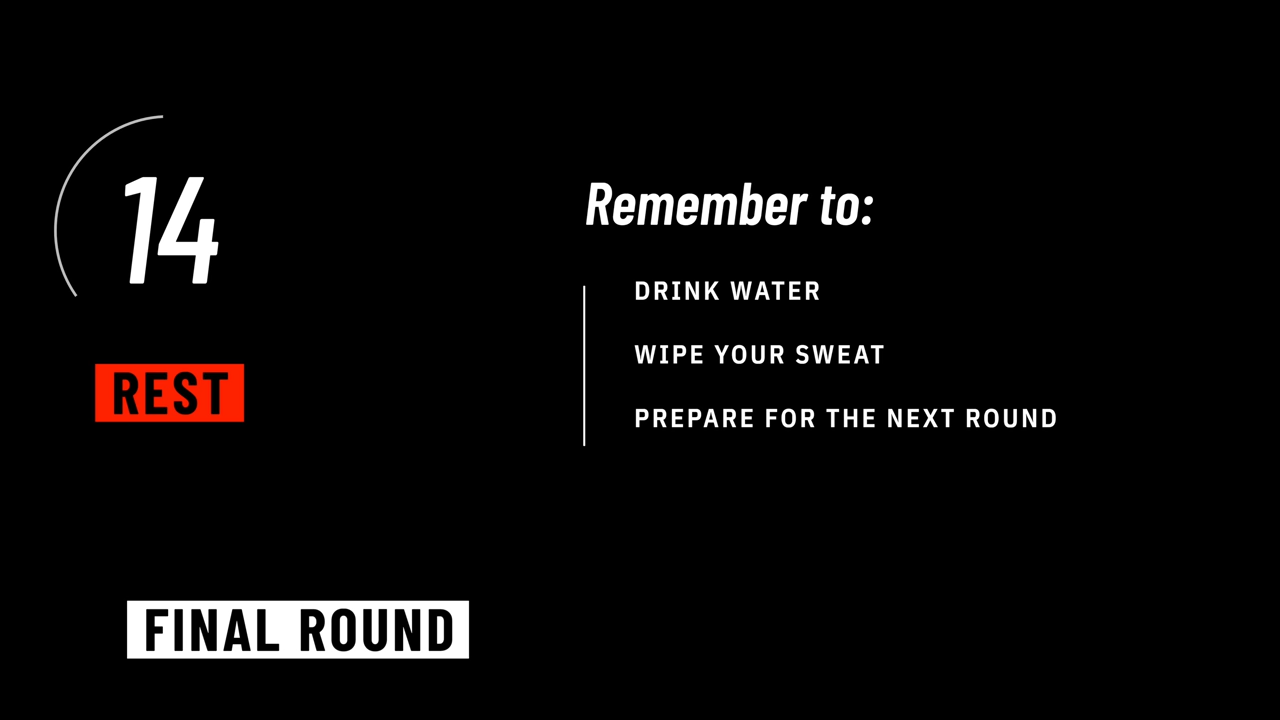 14
REST
Remember to:
DRINK WATER
WIPE YOUR SWEAT
PREPARE FOR THE NEXT ROUND
FINAL ROUND